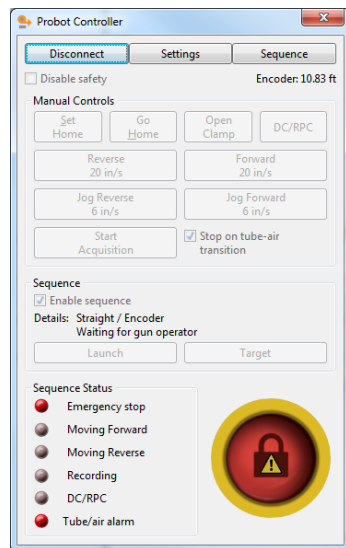 Probot Controller
Disconnect
Settings
Sequence
Disable safety
Encoder: 10.83 ft
Manual Controls
Set
Home
Go
Home
Open
Clamp
DC/RPC
Reverse
20 in/s
Forward
20 in/s
Jog Reverse
6 in/s
Jog Forward
6 in/s
Start
Acquisition
Stop on tube-air
transition
Sequence
Enable sequence
Details: Straight / Encoder
Waiting for gun operator
Launch
Target
Sequence Status
Emergency stop
Moving Forward
Moving Reverse
Recording
DC/RPC
Tube/air alarm